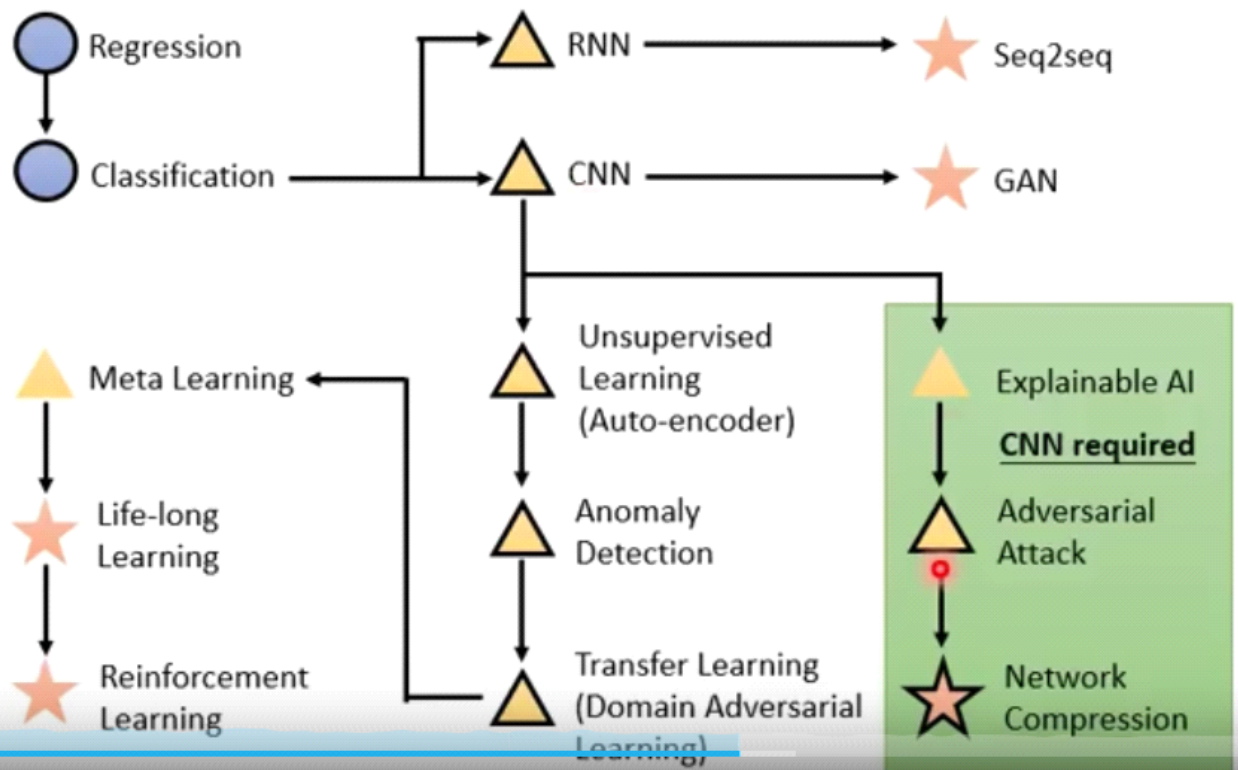 Regression
RNN
Seq2seq
Classification
CNN
GAN
Meta Learning
Unsupervised
Learning
(Auto-encoder)
Explainable AI
CNN required
Life-long
Learning
Anomaly
Detection
Adversarial
Attack
Reinforcement
Learning
Transfer Learning
(Domain Adversarial
Learning)
Network
Compression